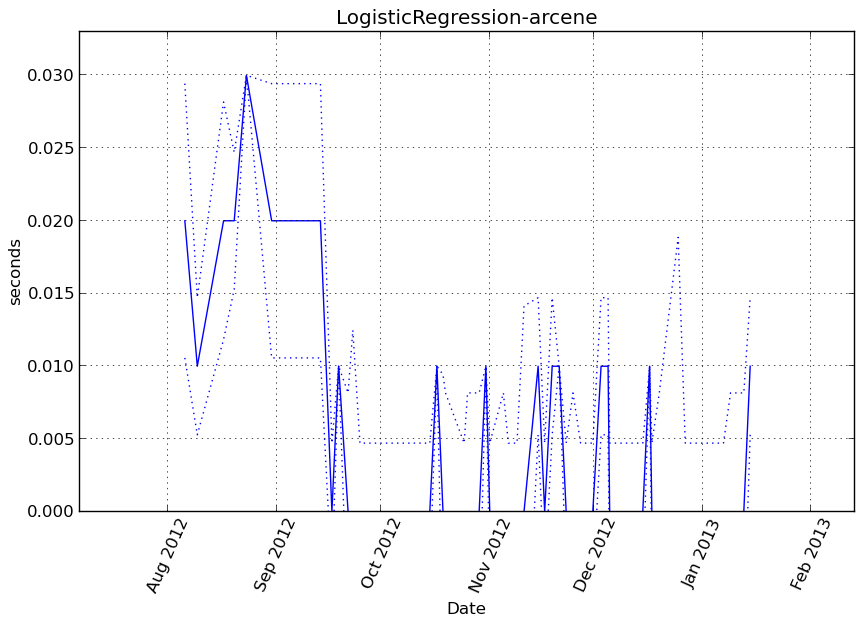 LogisticRegression-arcene
0.030
0.025
0.020
0.015
0.010
0.005
0.000
seconds
Aug 2012
Sep 2012
Oct 2012
Nov 2012
Dec 2012
Jan 2013
Feb 2013
Date